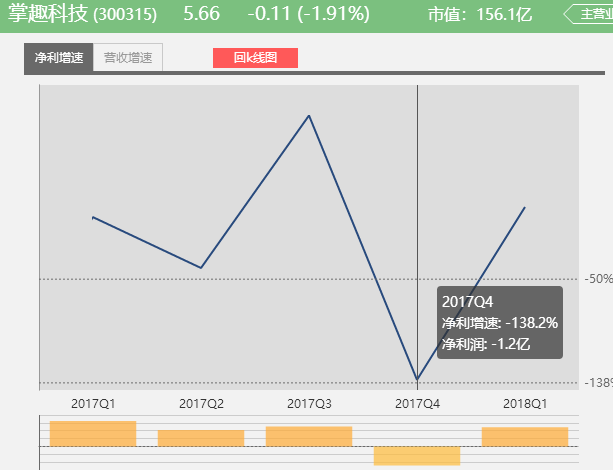 掌趣科技 (300315) 5.66 -0.11 (-1.91%) 市值：156.1亿 主营业
净利增速 营收增速 回k线图
-50%
2017Q4
净利增速: -138.2%
净利润: -1.2亿
-138%
2017Q1 2017Q2 2017Q3 2017Q4 2018Q1